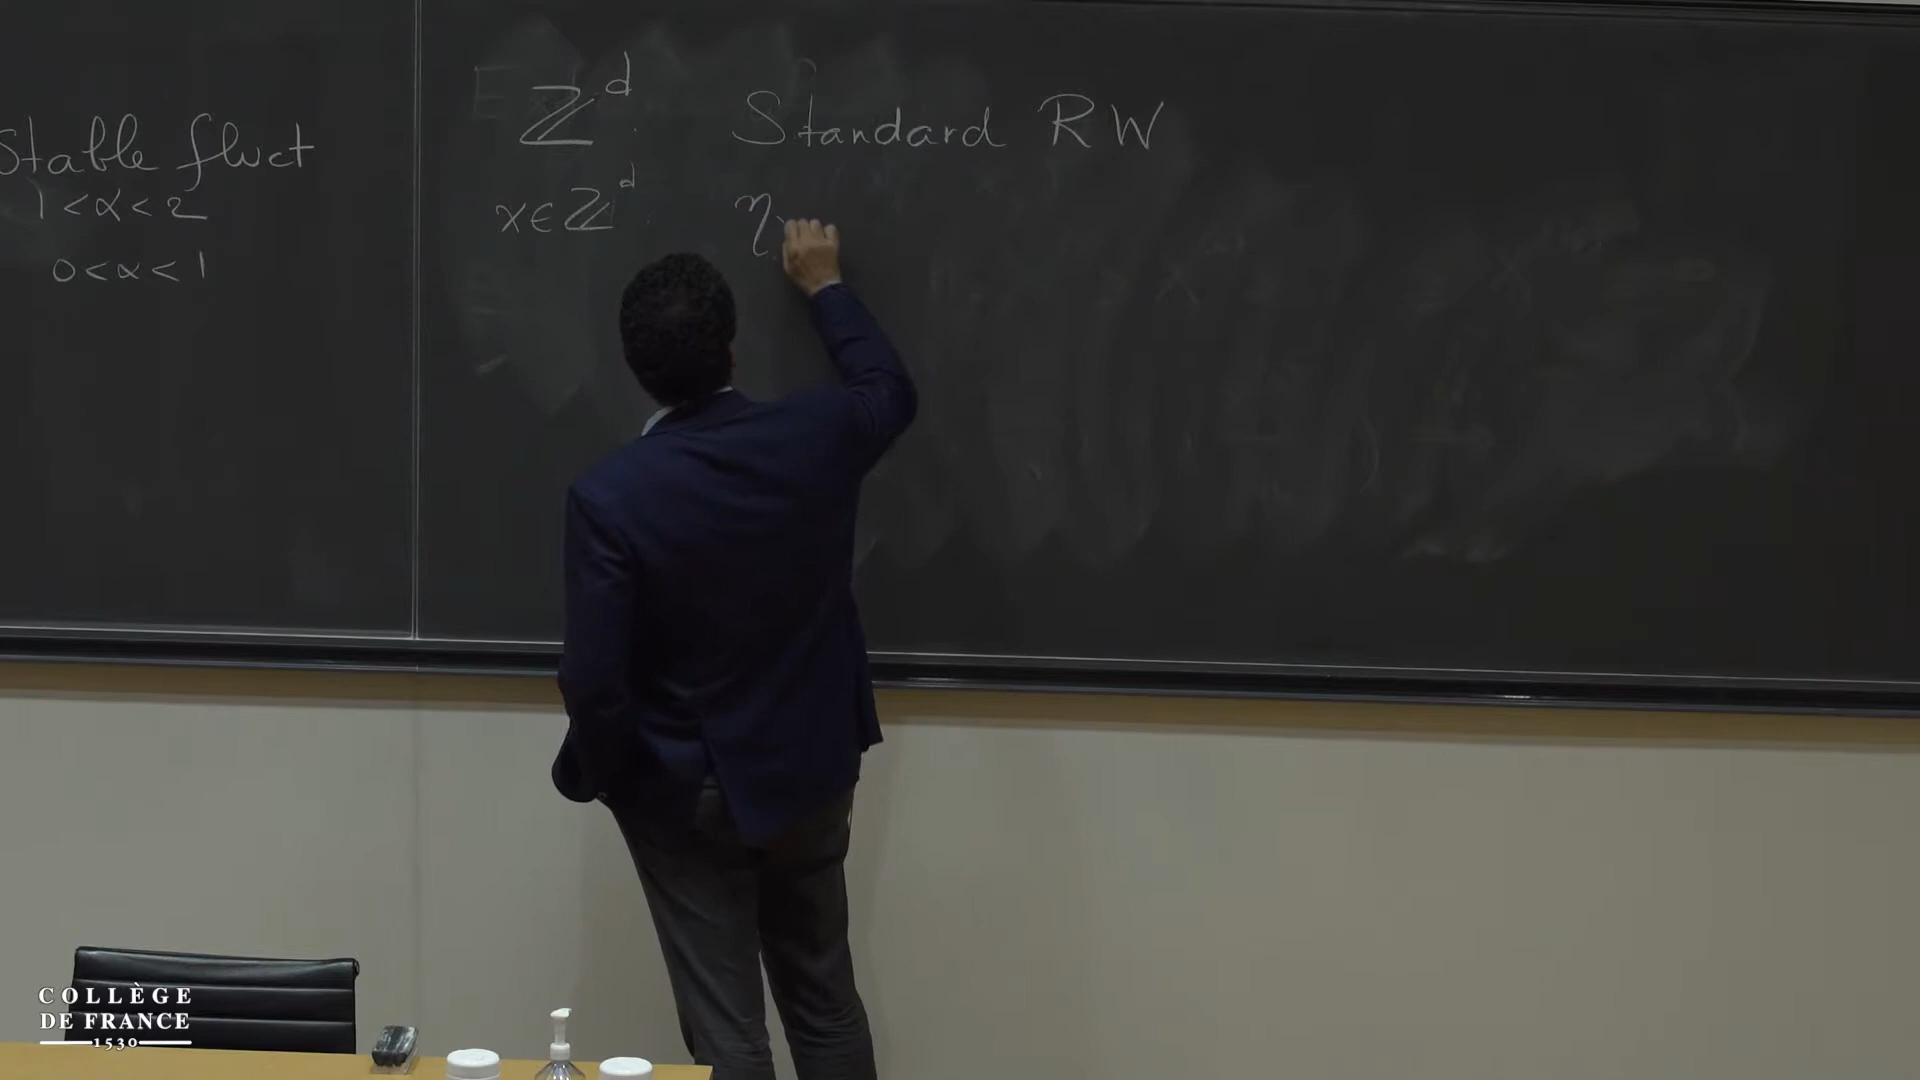 Stable fluct
1 < α < 2
0 < α < 1
ℤ^d Standard RW
x ∈ ℤ^d η
COLLÈGE
DE FRANCE
1530